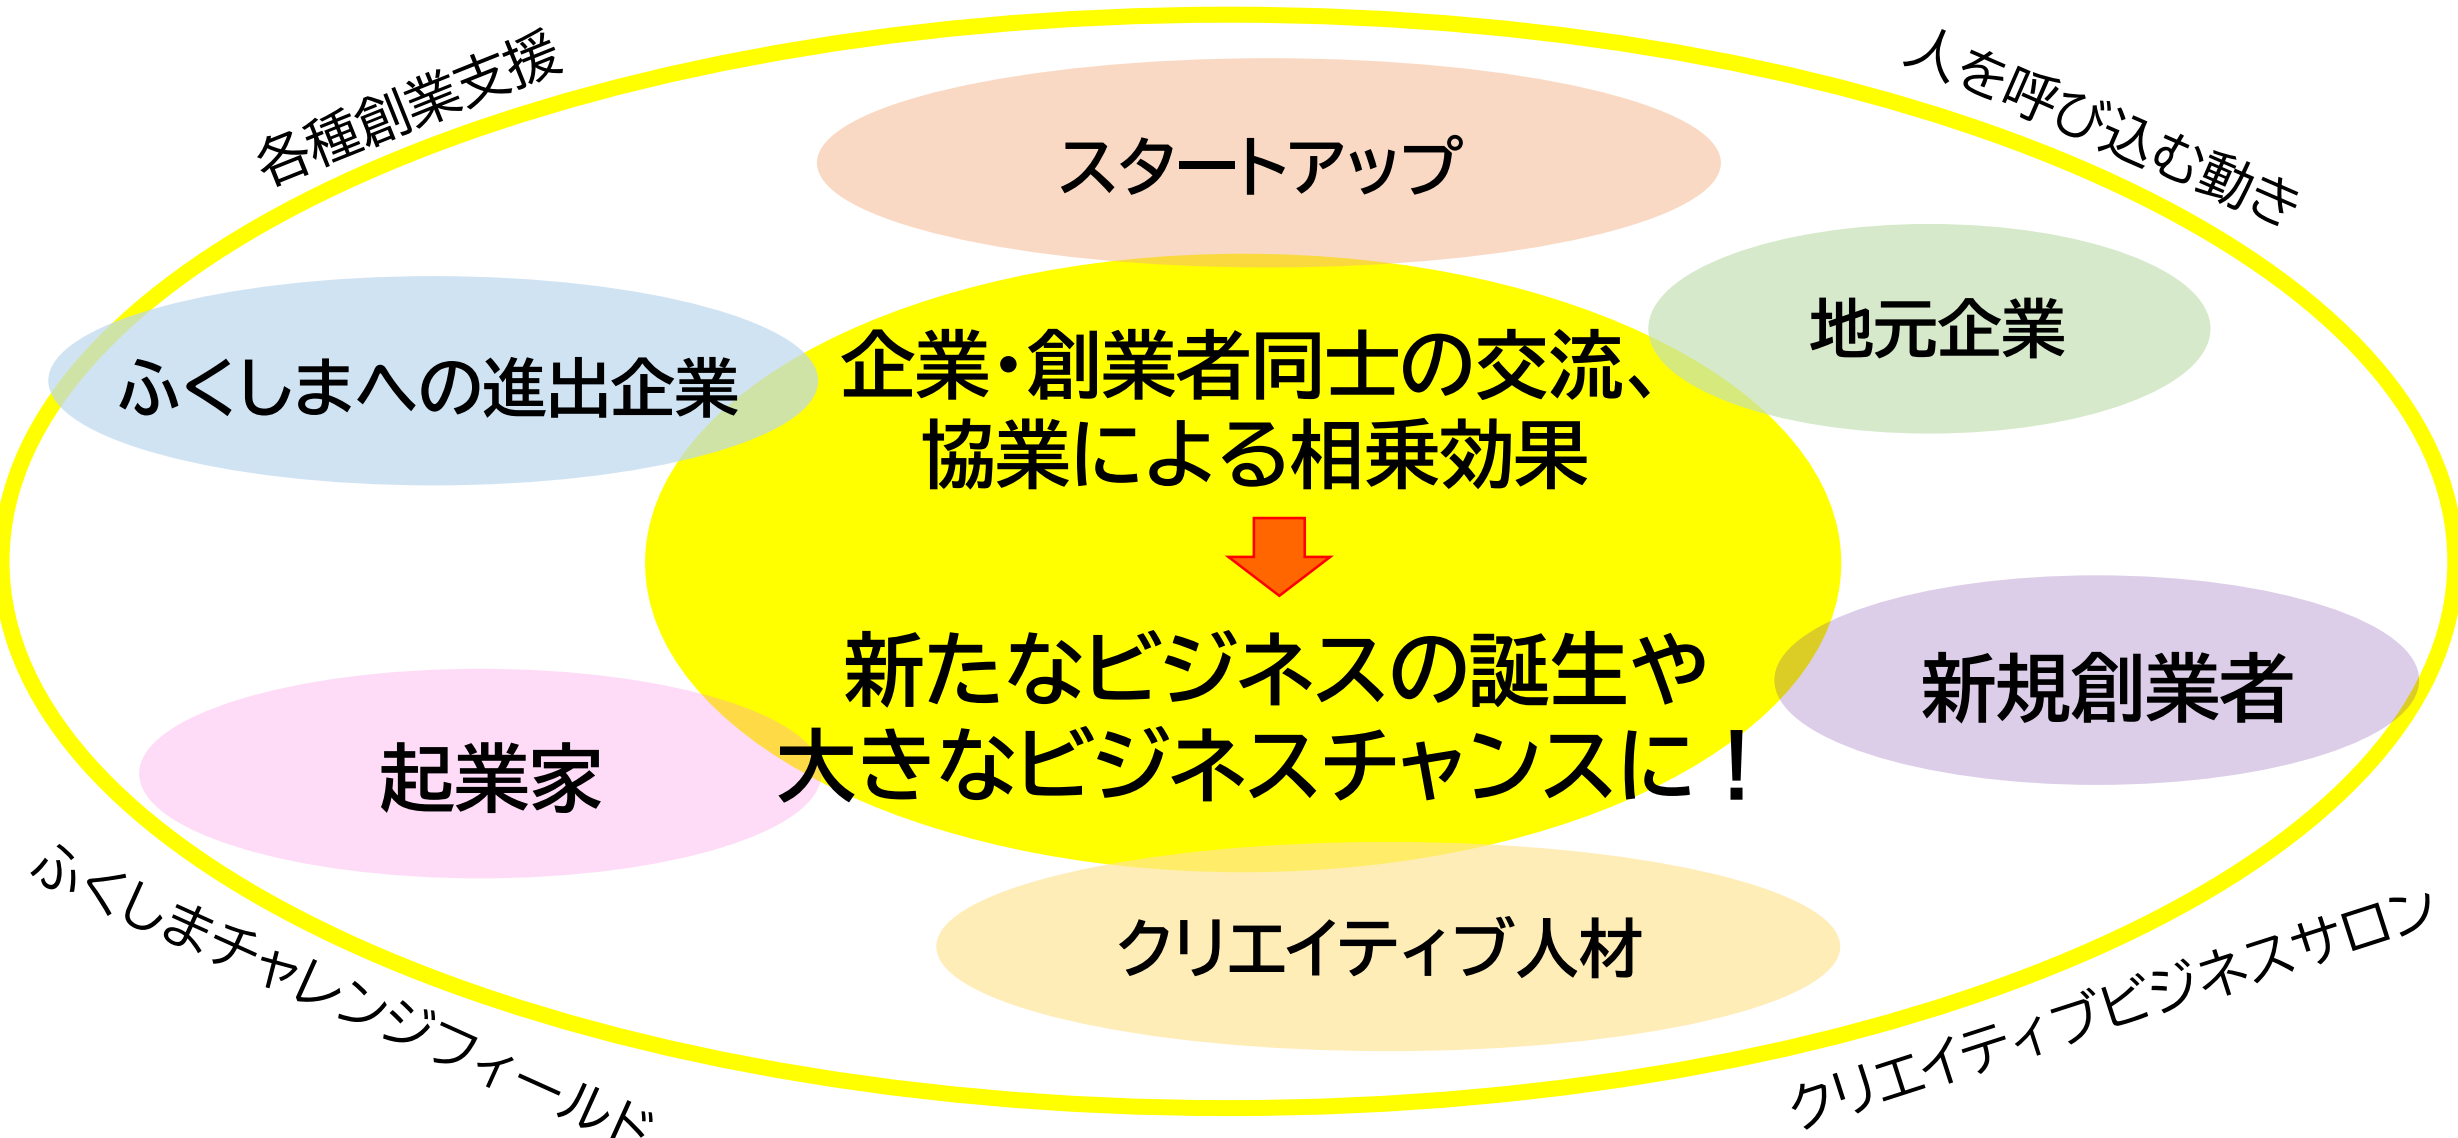 各種創業支援
人を呼び込む動き
スタートアップ
地元企業
ふくしまへの進出企業
企業・創業者同士の交流、
協業による相乗効果
新たなビジネスの誕生や
大きなビジネスチャンスに！
新規創業者
起業家
クリエイティブ人材
ふくしまチャレンジフィールド
クリエイティブビジネスサロン